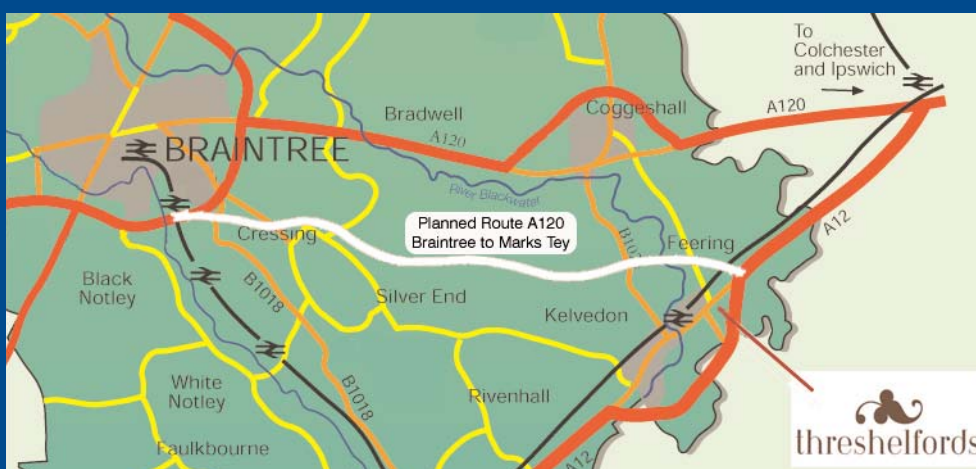 To
Colchester
and Ipswich
A120
Coggeshall
Bradwell
A120
BRAINTREE
River Blackwater
Planned Route A120
Braintree to Marks Tey
A12
Cressing
Feering
Black
Notley
B1018
Silver End
Kelvedon
White
Notley
B1018
Rivenhall
Faulkbourne
A12
threshelfords